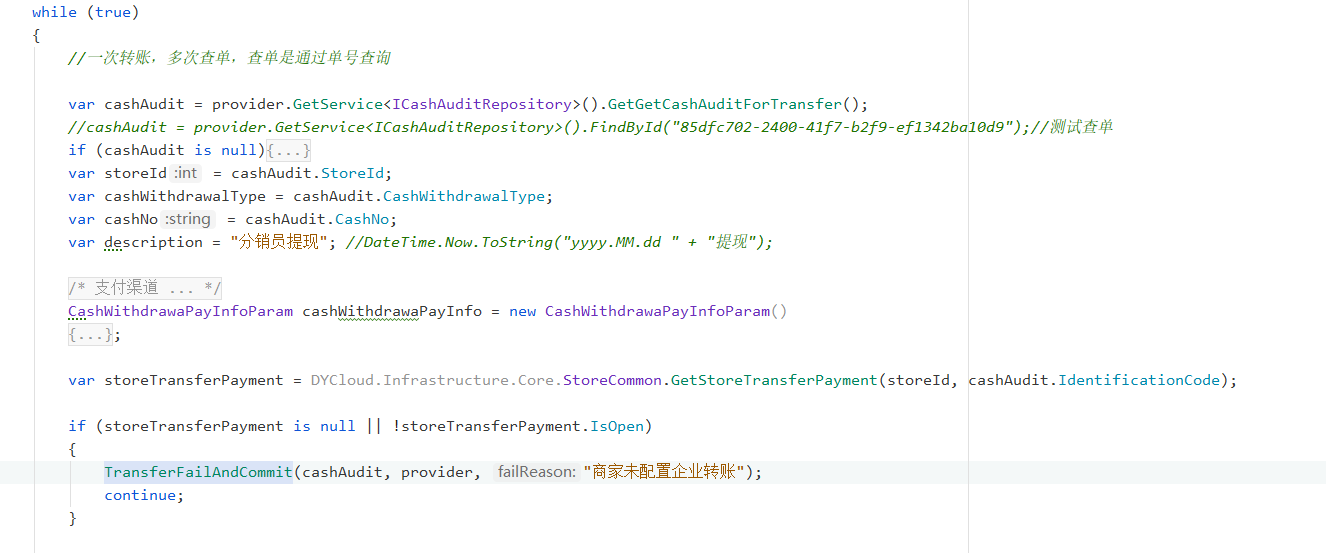 while (true)
{
//一次转账，多次查单，查单是通过单号查询
var cashAudit = provider.GetService<ICashAuditRepository>().GetGetCashAuditForTransfer();
//cashAudit = provider.GetService<ICashAuditRepository>().FindById("85dfc702-2400-41f7-b2f9-ef1342ba10d9");//测试查单
if (cashAudit is null){...}
var storeId :int = cashAudit.StoreId;
var cashWithdrawalType = cashAudit.CashWithdrawalType;
var cashNo :string = cashAudit.CashNo;
var description = "分销员提现"; //DateTime.Now.ToString("yyyy.MM.dd " + "提现");
/* 支付渠道 ... */
CashWithdrawaPayInfoParam cashWithdrawaPayInfo = new CashWithdrawaPayInfoParam()
{...};
var storeTransferPayment = DYCloud.Infrastructure.Core.StoreCommon.GetStoreTransferPayment(storeId, cashAudit.IdentificationCode);
if (storeTransferPayment is null || !storeTransferPayment.IsOpen)
{
TransferFailAndCommit(cashAudit, provider, failReason: "商家未配置企业转账");
continue;
}